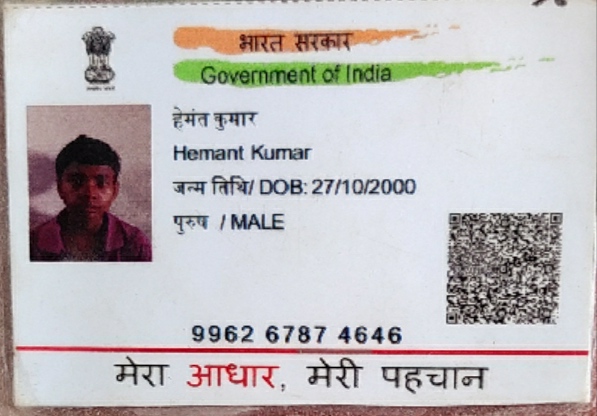 भारत सरकार
Government of India
हेमंत कुमार
Hemant Kumar
जन्म तिथि/ DOB: 27/10/2000
पुरुष / MALE
9962 6787 4646
मेरा आधार, मेरी पहचान